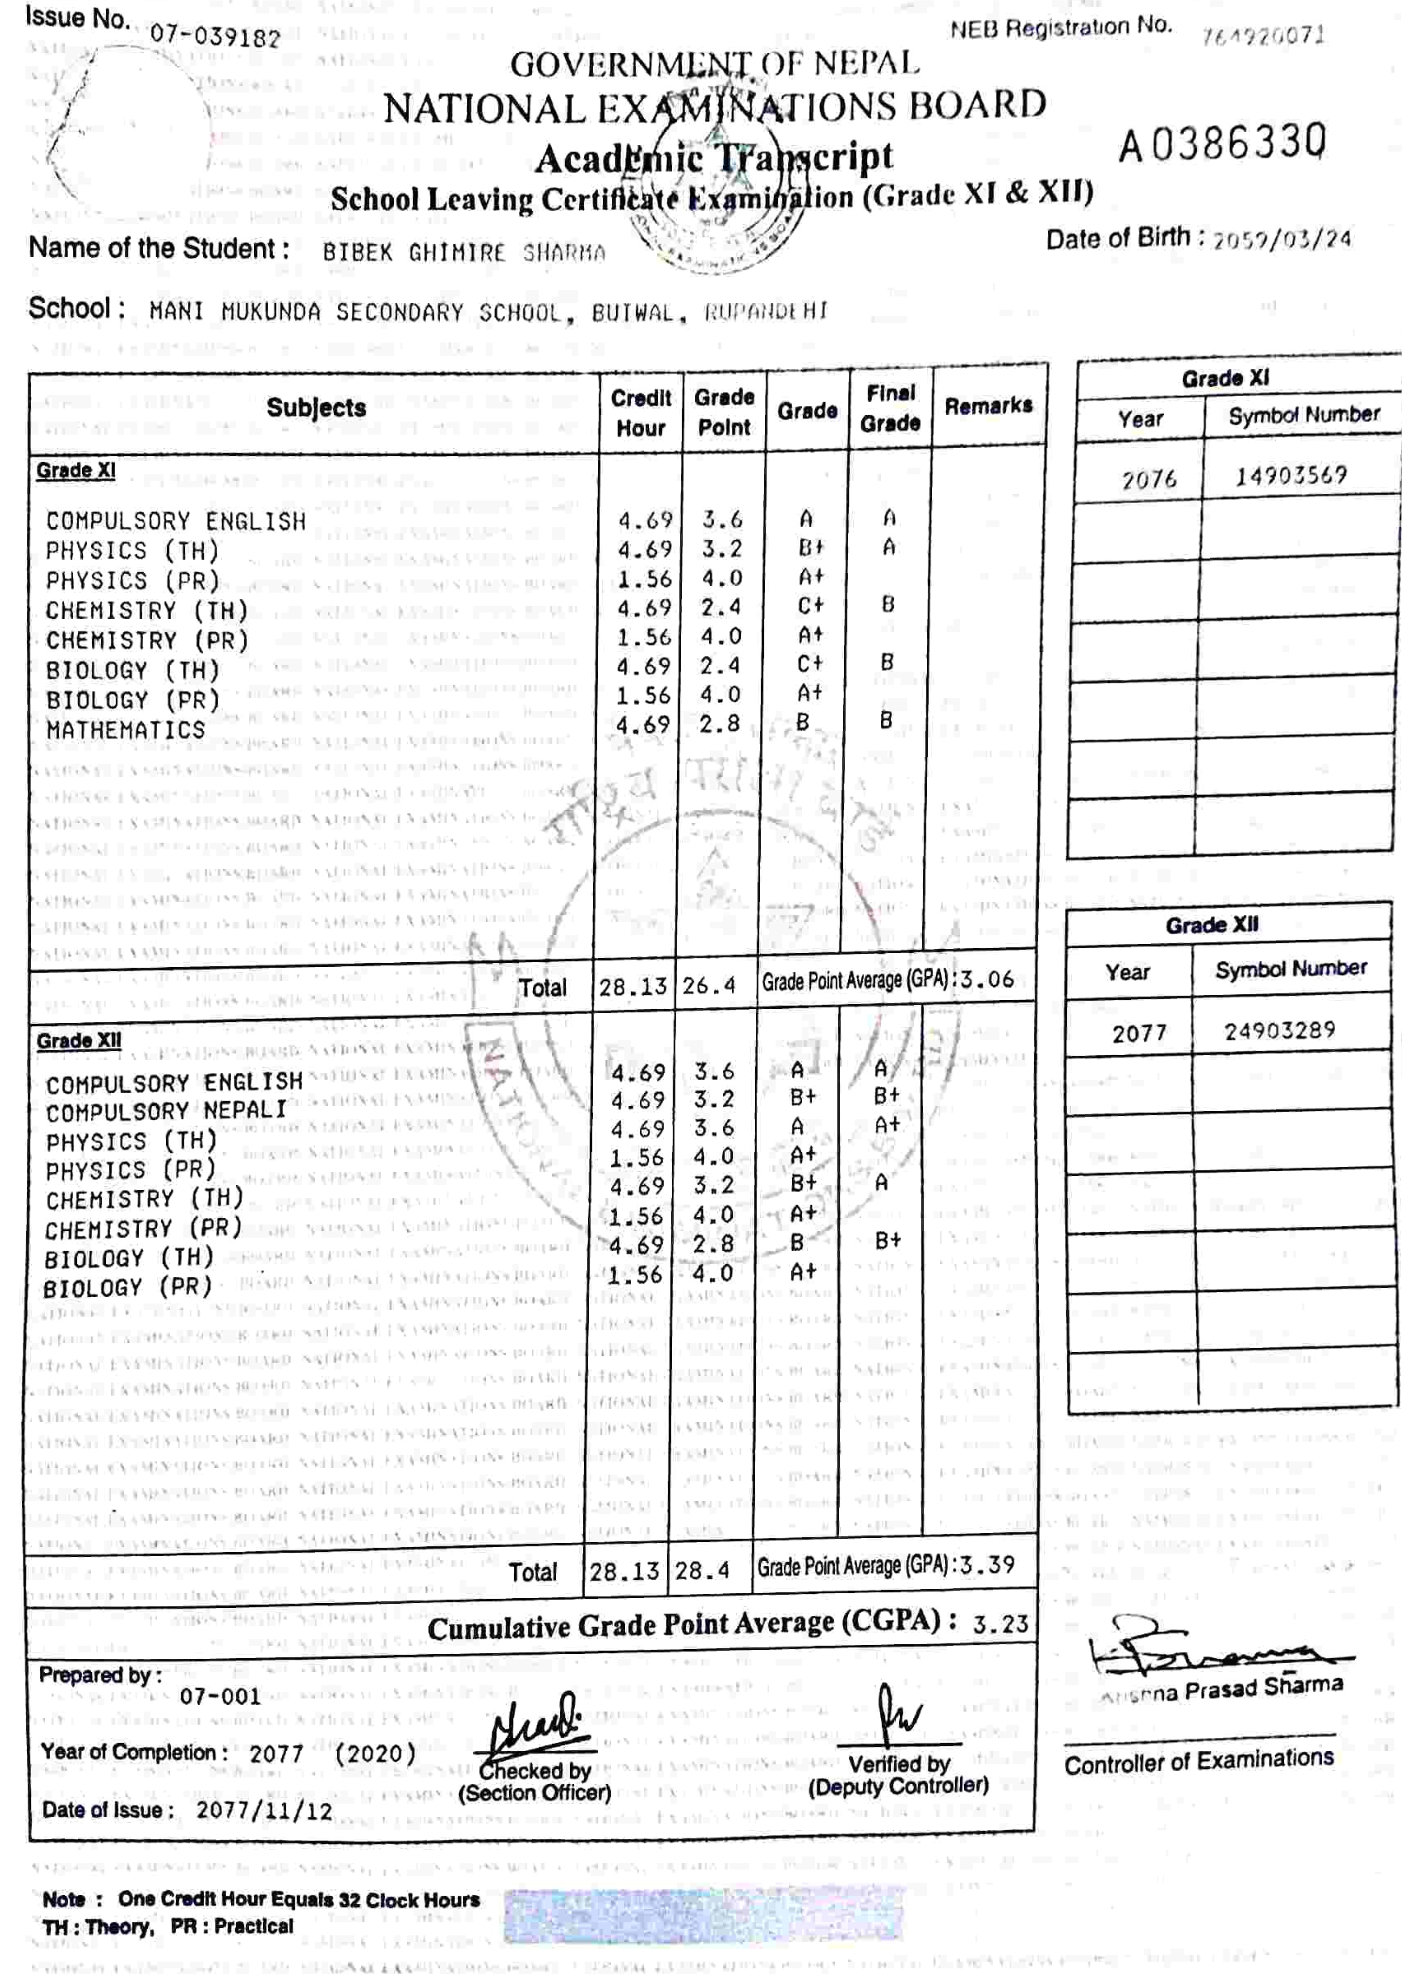 Issue No. 07-039182
NEB Registration No. 764920071
GOVERNMENT OF NEPAL
NATIONAL EXAMINATIONS BOARD
A0386330
Academic Transcript
School Leaving Certificate Examination (Grade XI & XII)
Name of the Student : BIBEK GHIMIRE SHARMA
Date of Birth : 2059/03/24
School : MANI MUKUNDA SECONDARY SCHOOL, BUTWAL, RUPANDEHI
Subjects Credit Hour Grade Point Grade Final Grade Remarks
Grade XI
COMPULSORY ENGLISH 4.69 3.6 A A
PHYSICS (TH) 4.69 3.2 B+ A
PHYSICS (PR) 1.56 4.0 A+
CHEMISTRY (TH) 4.69 2.4 C+ B
CHEMISTRY (PR) 1.56 4.0 A+
BIOLOGY (TH) 4.69 2.4 C+ B
BIOLOGY (PR) 1.56 4.0 A+
MATHEMATICS 4.69 2.8 B B
Total 28.13 26.4 Grade Point Average (GPA) : 3.06
Grade XII
COMPULSORY ENGLISH 4.69 3.6 A A
COMPULSORY NEPALI 4.69 3.2 B+ B+
PHYSICS (TH) 4.69 3.6 A A+
PHYSICS (PR) 1.56 4.0 A+
CHEMISTRY (TH) 4.69 3.2 B+ A
CHEMISTRY (PR) 1.56 4.0 A+
BIOLOGY (TH) 4.69 2.8 B B+
BIOLOGY (PR) 1.56 4.0 A+
Total 28.13 28.4 Grade Point Average (GPA) : 3.39
Cumulative Grade Point Average (CGPA) : 3.23
Grade XI
Year Symbol Number
2076 14903569
Grade XII
Year Symbol Number
2077 24903289
Prepared by :
07-001
Year of Completion : 2077 (2020)
Date of Issue : 2077/11/12
Checked by
(Section Officer)
Verified by
(Deputy Controller)
Prasad Sharma
Controller of Examinations
Note : One Credit Hour Equals 32 Clock Hours
TH : Theory, PR : Practical